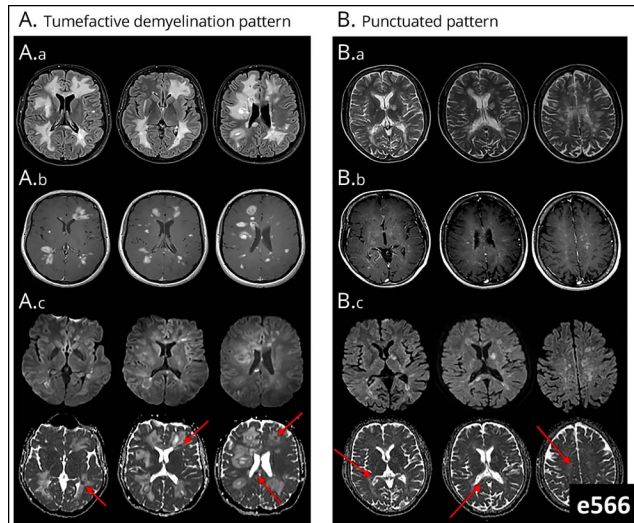 A. Tumefactive demyelination pattern
A.a
A.b
A.c
B. Punctuated pattern
B.a
B.b
B.c
e566